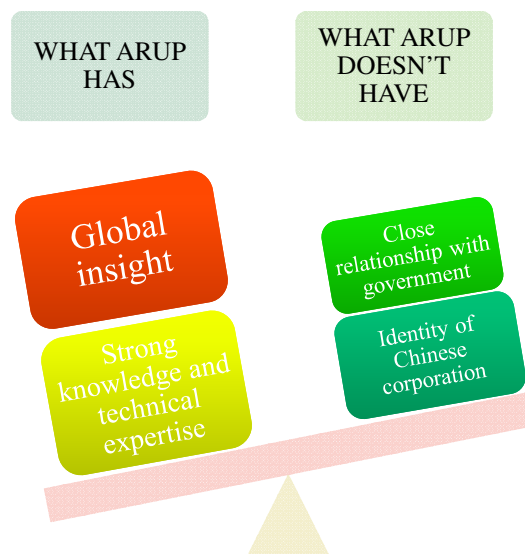 WHAT ARUP
HAS
WHAT ARUP
DOESN'T
HAVE
Global
insight
Strong
knowledge and
technical
expertise
Close
relationship with
government
Identity of
Chinese
corporation